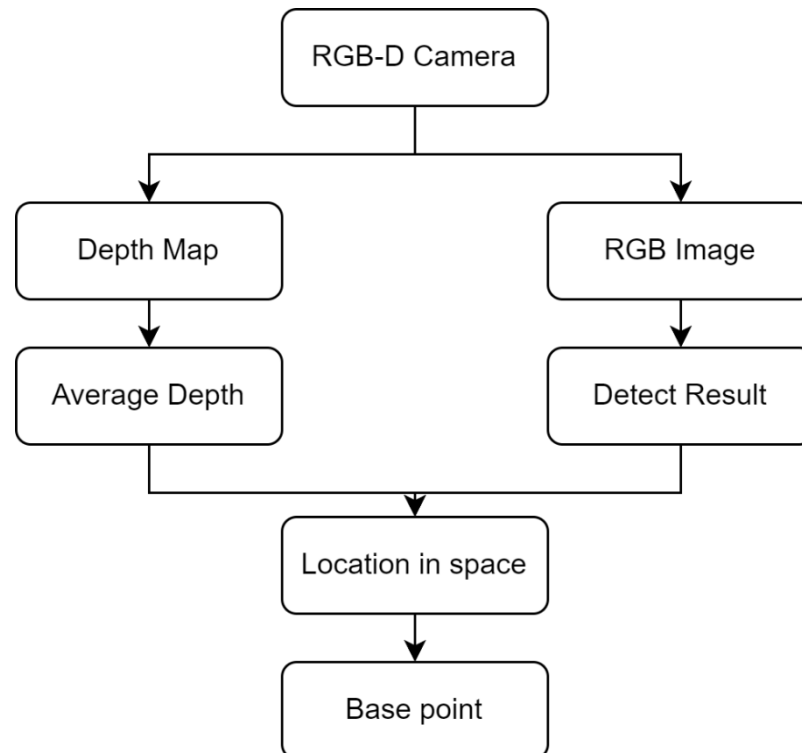 RGB-D Camera
Depth Map
RGB Image
Average Depth
Detect Result
Location in space
Base point